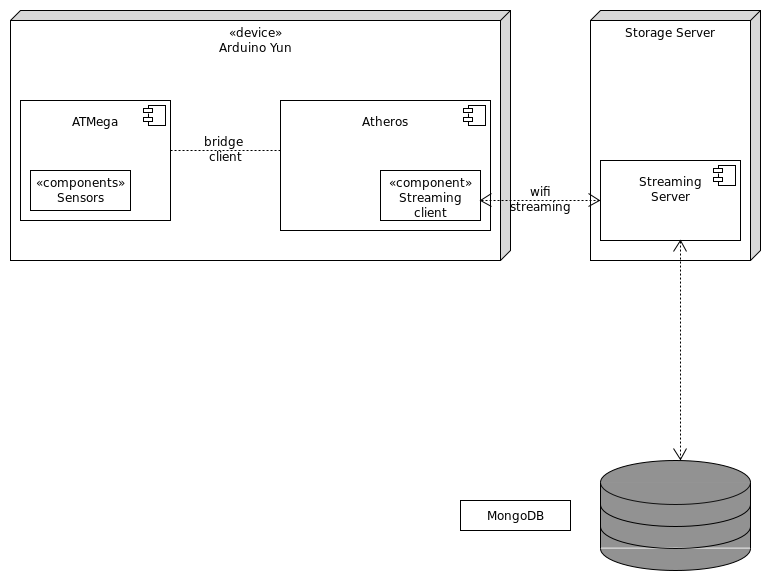 «device»
Arduino Yun
Storage Server
ATMega
bridge
client
Atheros
«components»
Sensors
«component»
Streaming
client
wifi
streaming
Streaming
Server
MongoDB